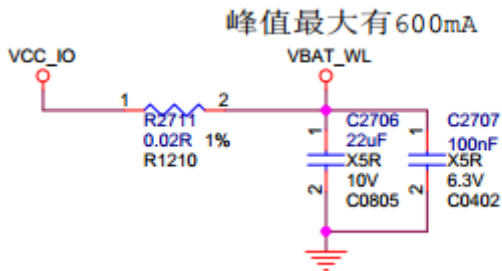 峰值最大有600mA
VCC_IO
VBAT_WL
1
2
R2711
0.02R 1%
R1210
1
2
C2706
22uF
X5R
10V
C0805
1
2
C2707
100nF
X5R
6.3V
C0402